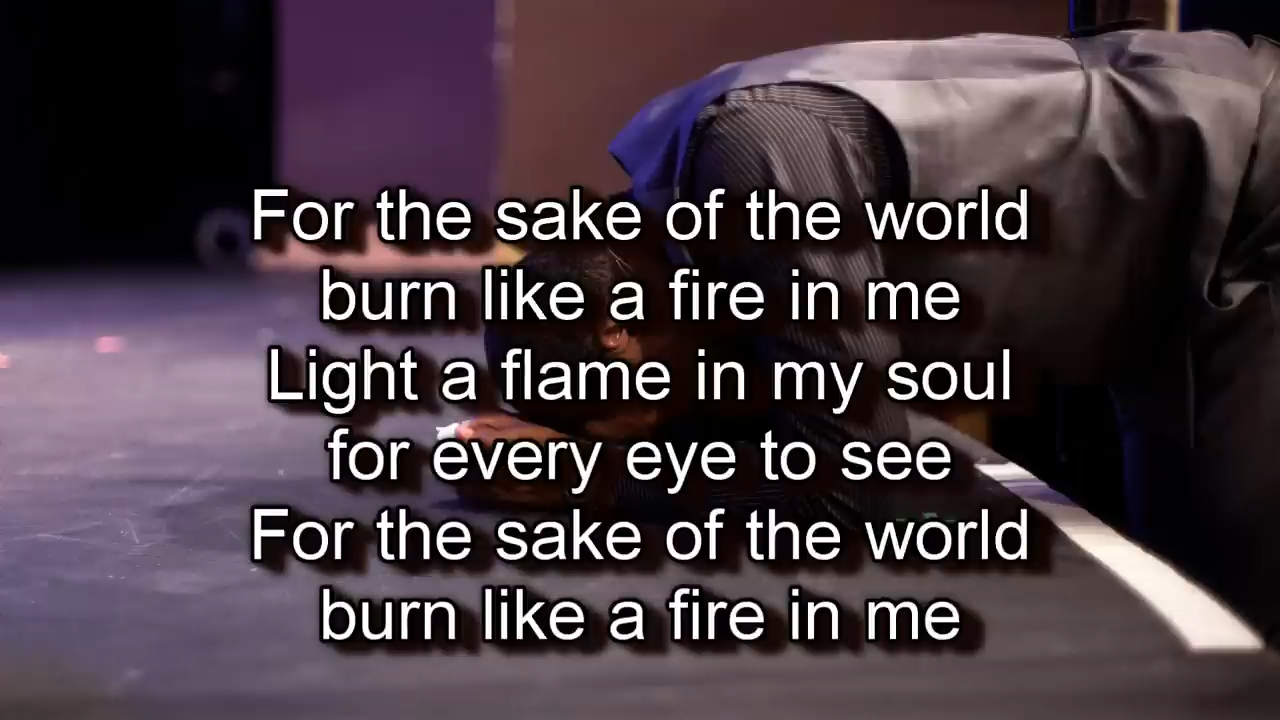 For the sake of the world
burn like a fire in me
Light a flame in my soul
for every eye to see
For the sake of the world
burn like a fire in me